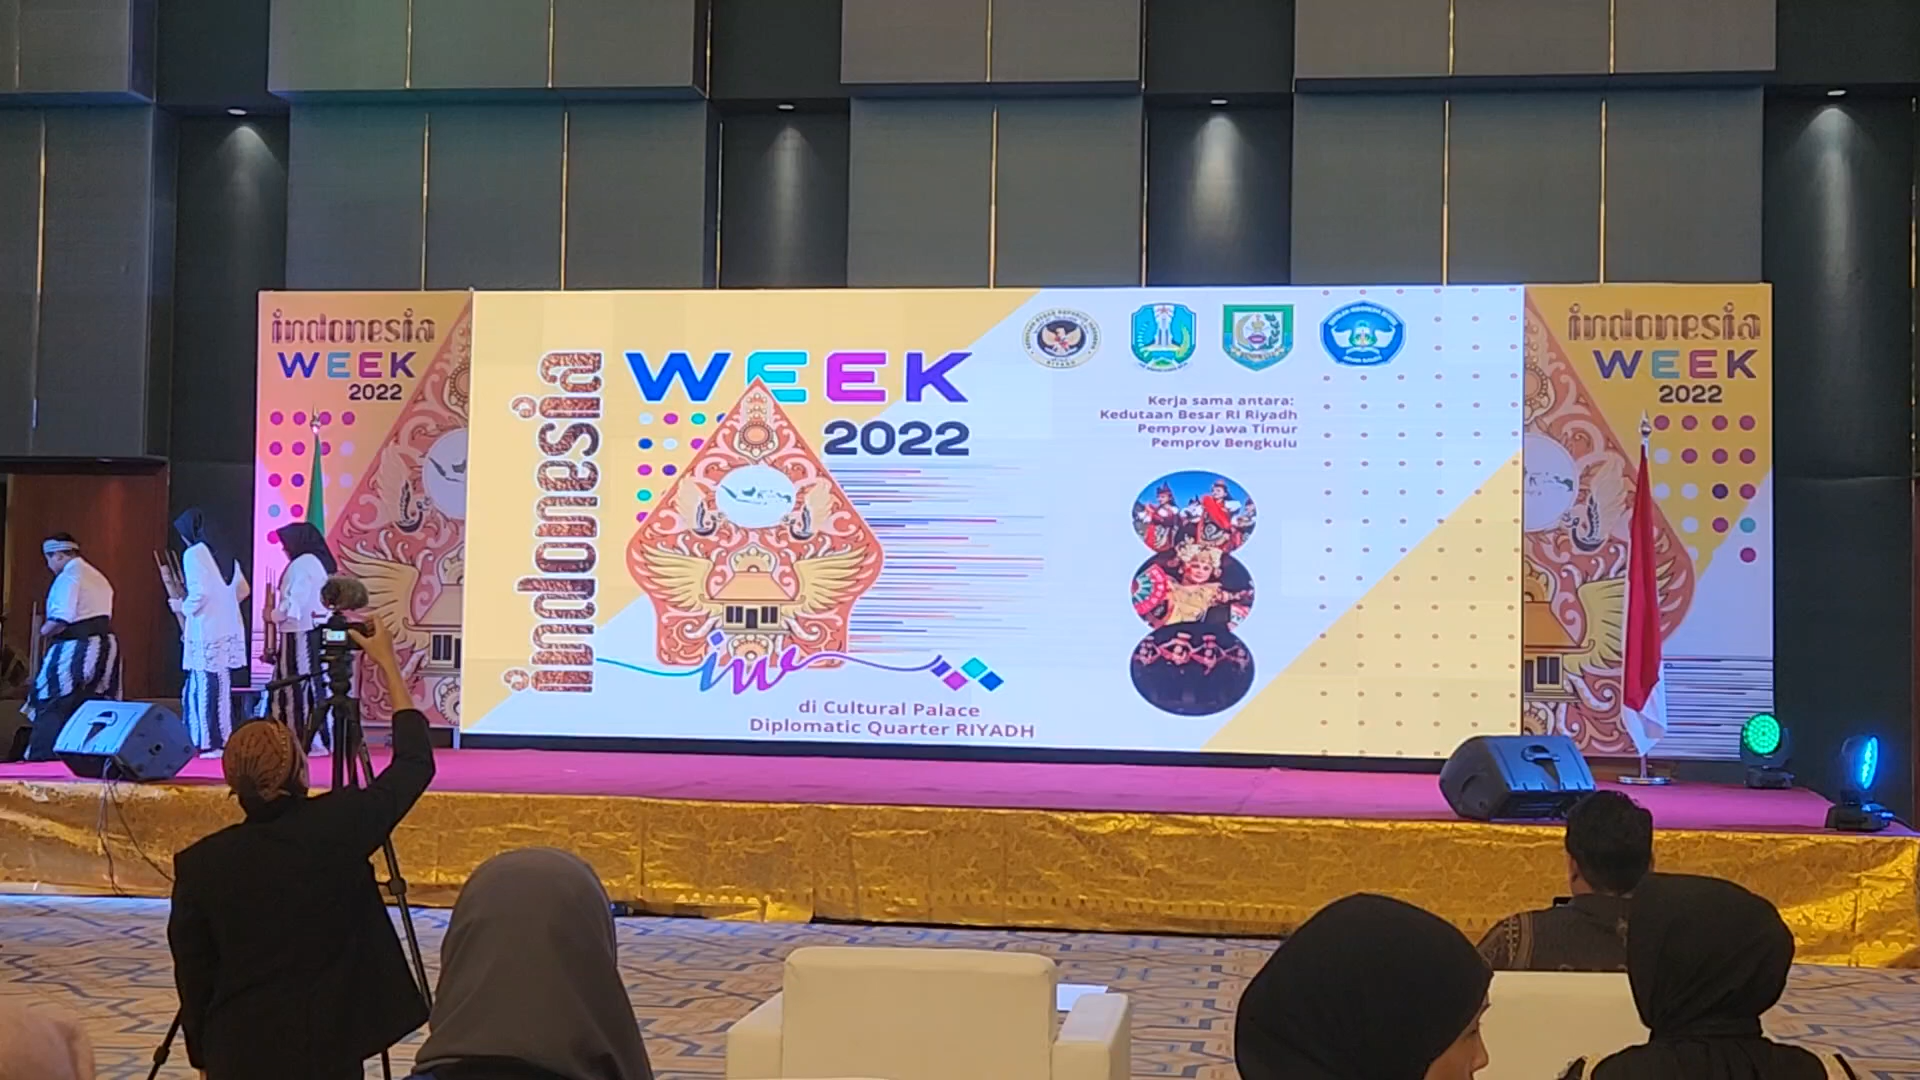 indonesia
WEEK
2022
indonesia
WEEK
2022
Kerja sama antara:
Kedutaan Besar RI Riyadh
Pemprov Jawa Timur
Pemprov Bengkulu
iw
di Cultural Palace
Diplomatic Quarter RIYADH
indonesia
WEEK
2022